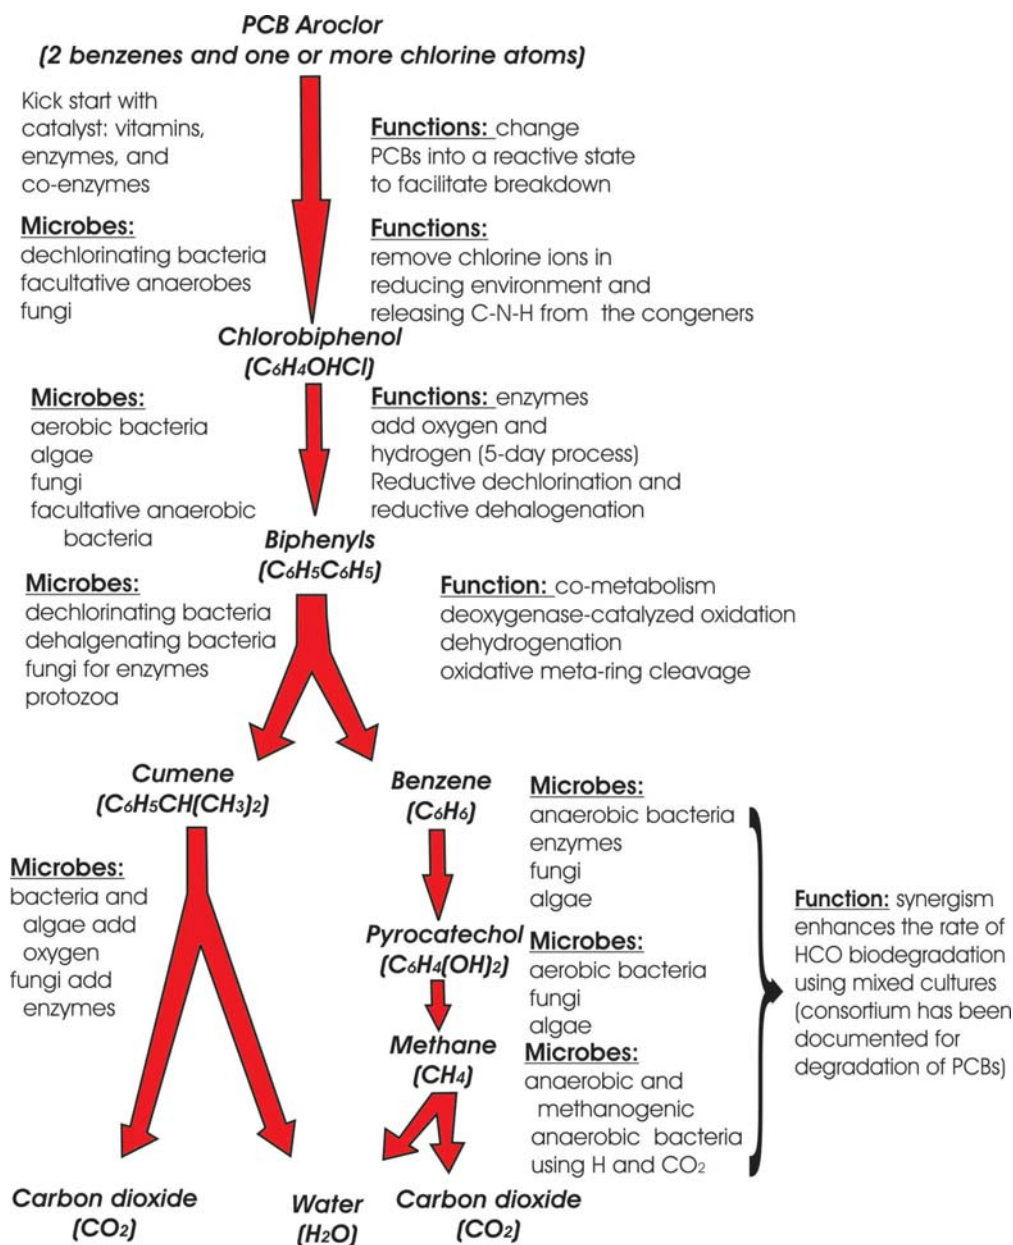 PCB Aroclor
(2 benzenes and one or more chlorine atoms)
Kick start with
catalyst: vitamins,
enzymes, and
co-enzymes
Functions: change
PCBs into a reactive state
to facilitate breakdown
Microbes:
dechlorinating bacteria
facultative anaerobes
fungi
Functions:
remove chlorine ions in
reducing environment and
releasing C-N-H from the congeners
Chlorobiphenol
(C6H4OHCl)
Microbes:
aerobic bacteria
algae
fungi
facultative anaerobic
bacteria
Functions: enzymes
add oxygen and
hydrogen (5-day process)
Reductive dechlorination and
reductive dehalogenation
Biphenyls
(C6H5C6H5)
Microbes:
dechlorinating bacteria
dehalgenating bacteria
fungi for enzymes
protozoa
Function: co-metabolism
deoxygenase-catalyzed oxidation
dehydrogenation
oxidative meta-ring cleavage
Cumene
(C6H5CH(CH3)2)
Benzene
(C6H6)
Microbes:
anaerobic bacteria
enzymes
fungi
algae
Microbes:
bacteria and
algae add
oxygen
fungi add
enzymes
Pyrocatechol
(C6H4(OH)2)
Microbes:
aerobic bacteria
fungi
algae
Methane
(CH4)
Microbes:
anaerobic and
methanogenic
anaerobic bacteria
using H and CO2
Function: synergism
enhances the rate of
HCO biodegradation
using mixed cultures
(consortium has been
documented for
degradation of PCBs)
Carbon dioxide
(CO2)
Water
(H2O)
Carbon dioxide
(CO2)